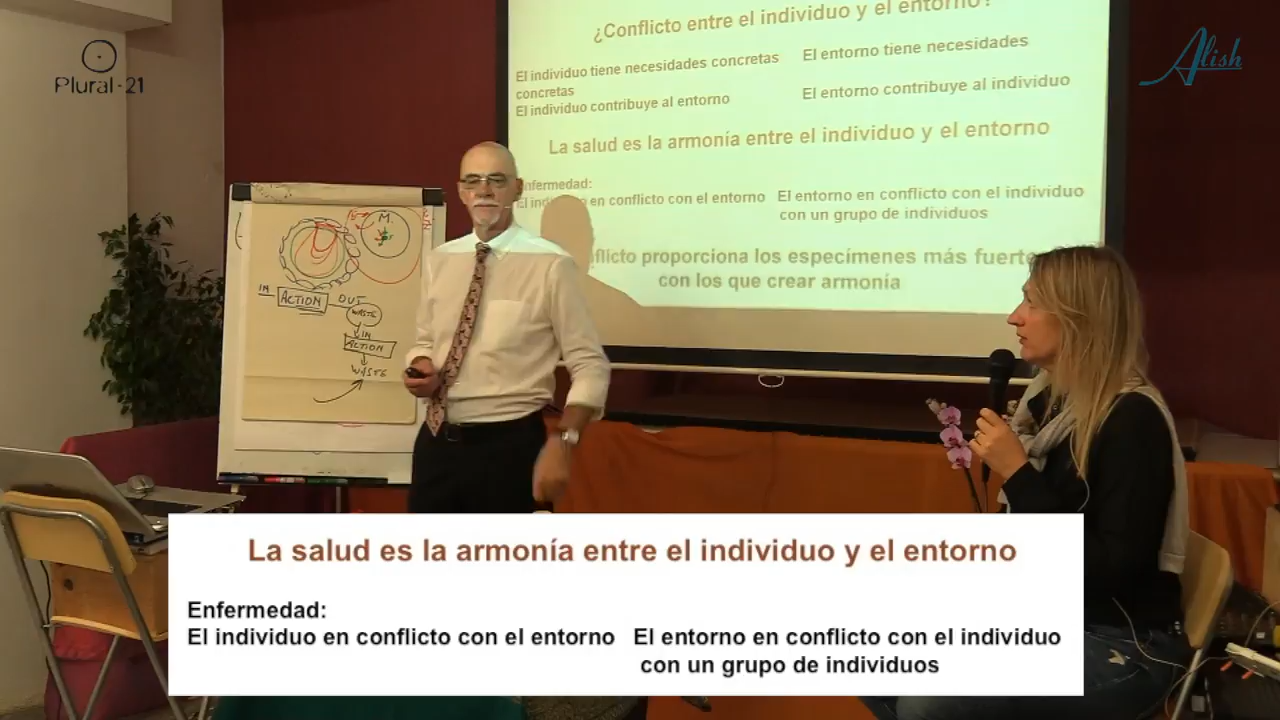 Plural-21
Alish
¿Conflicto entre el individuo y el entorno?
El individuo tiene necesidades concretas
concretas
El individuo contribuye al entorno
El entorno tiene necesidades
El entorno contribuye al individuo
La salud es la armonía entre el individuo y el entorno
Enfermedad:
en conflicto con el entorno
El entorno en conflicto con el individuo
con un grupo de individuos
proporciona los especímenes más
con los que crear armonía
M.
IN
ACTION
OUT
WASTE
IN
ACTION
WASTE
La salud es la armonía entre el individuo y el entorno
Enfermedad:
El individuo en conflicto con el entorno
El entorno en conflicto con el individuo
con un grupo de individuos